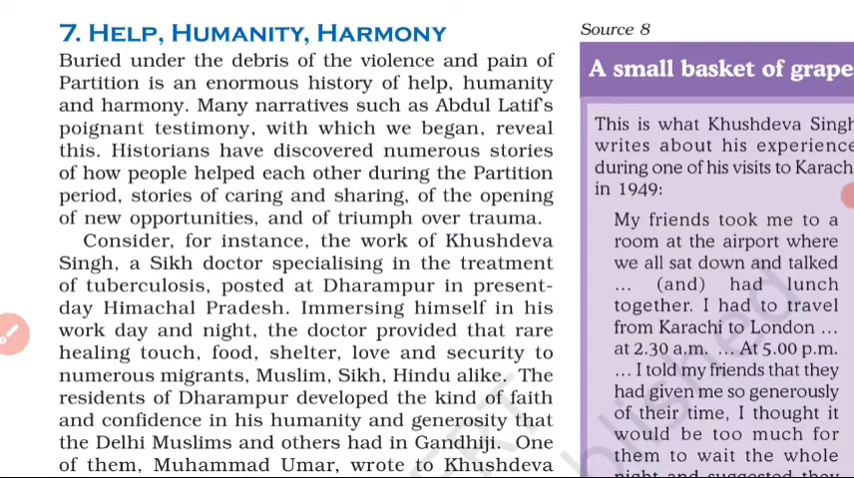 7. HELP, HUMANITY, HARMONY
Buried under the debris of the violence and pain of
Partition is an enormous history of help, humanity
and harmony. Many narratives such as Abdul Latif's
poignant testimony, with which we began, reveal
this. Historians have discovered numerous stories
of how people helped each other during the Partition
period, stories of caring and sharing, of the opening
of new opportunities, and of triumph over trauma.
Consider, for instance, the work of Khushdeva
Singh, a Sikh doctor specialising in the treatment
of tuberculosis, posted at Dharampur in present-
day Himachal Pradesh. Immersing himself in his
work day and night, the doctor provided that rare
healing touch, food, shelter, love and security to
numerous migrants, Muslim, Sikh, Hindu alike. The
residents of Dharampur developed the kind of faith
and confidence in his humanity and generosity that
the Delhi Muslims and others had in Gandhiji. One
of them, Muhammad Umar, wrote to Khushdeva
Source 8
A small basket of grape
This is what Khushdeva Singh
writes about his experience
during one of his visits to Karach
in 1949:
My friends took me to a
room at the airport where
we all sat down and talked
... (and) had lunch
together. I had to travel
from Karachi to London ...
at 2.30 a.m. ... At 5.00 p.m.
... I told my friends that they
had given me so generously
of their time, I thought it
would be too much for
them to wait the whole
night and suggested they